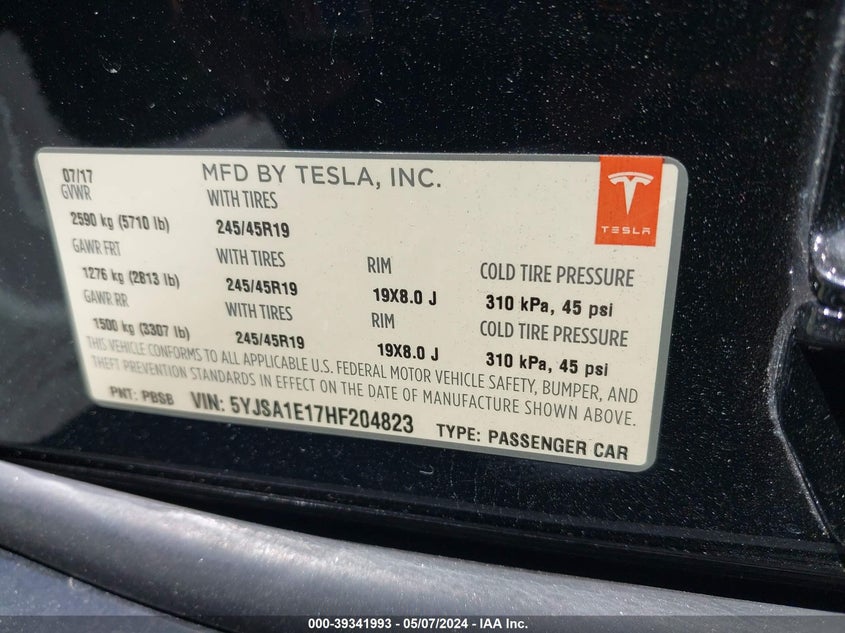 07/17 MFD BY TESLA, INC.
GVWR WITH TIRES
2590 kg (5710 lb) 245/45R19
TESLA
GAWR FRT WITH TIRES RIM COLD TIRE PRESSURE
1276 kg (2813 lb) 245/45R19 19X8.0 J 310 kPa, 45 psi
GAWR RR WITH TIRES RIM COLD TIRE PRESSURE
1500 kg (3307 lb) 245/45R19 19X8.0 J 310 kPa, 45 psi
THIS VEHICLE CONFORMS TO ALL APPLICABLE U.S. FEDERAL MOTOR VEHICLE SAFETY, BUMPER, AND
THEFT PREVENTION STANDARDS IN EFFECT ON THE DATE OF MANUFACTURE SHOWN ABOVE.
PNT: PBSB VIN: 5YJSA1E17HF204823 TYPE: PASSENGER CAR
000-39341993 - 05/07/2024 - IAA Inc.